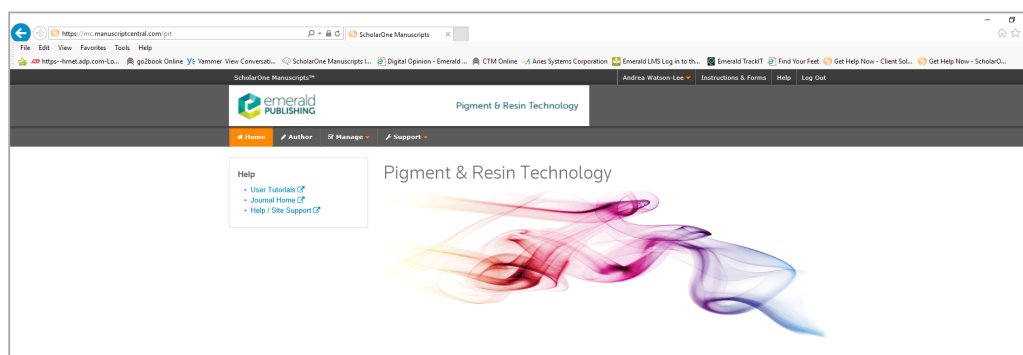 https://mc.manuscriptcentral.com/prt
ScholarOne Manuscripts
File Edit View Favorites Tools Help
https--hrnet.adp.com-Lo... go2book Online Yammer View Conversati... ScholarOne Manuscripts I... Digital Opinion - Emerald ... CTM Online Aries Systems Corporation Emerald LMS Log in to th... Emerald TrackIT Find Your Feet Get Help Now - Client Sol... Get Help Now - ScholarO...
ScholarOne Manuscripts™ Andrea Watson-Lee Instructions & Forms Help Log Out
emerald
PUBLISHING
Pigment & Resin Technology
Home Author Manage Support
Help
User Tutorials
Journal Home
Help / Site Support
Pigment & Resin Technology